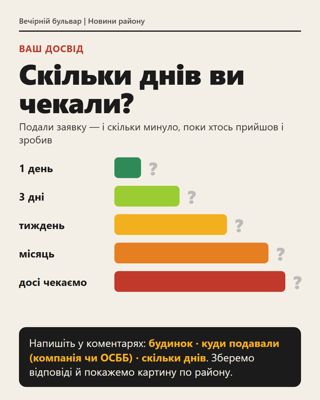 Вечірній бульвар | Новини району
ВАШ ДОСВІД
Скільки днів ви
чекали?
Подали заявку — і скільки минуло, поки хтось прийшов і
зробив
1 день ?
3 дні ?
тиждень ?
місяць ?
досі чекаємо ?
Напишіть у коментарях: будинок · куди подавали
(компанія чи ОСББ) · скільки днів. Зберемо
відповіді й покажемо картину по району.